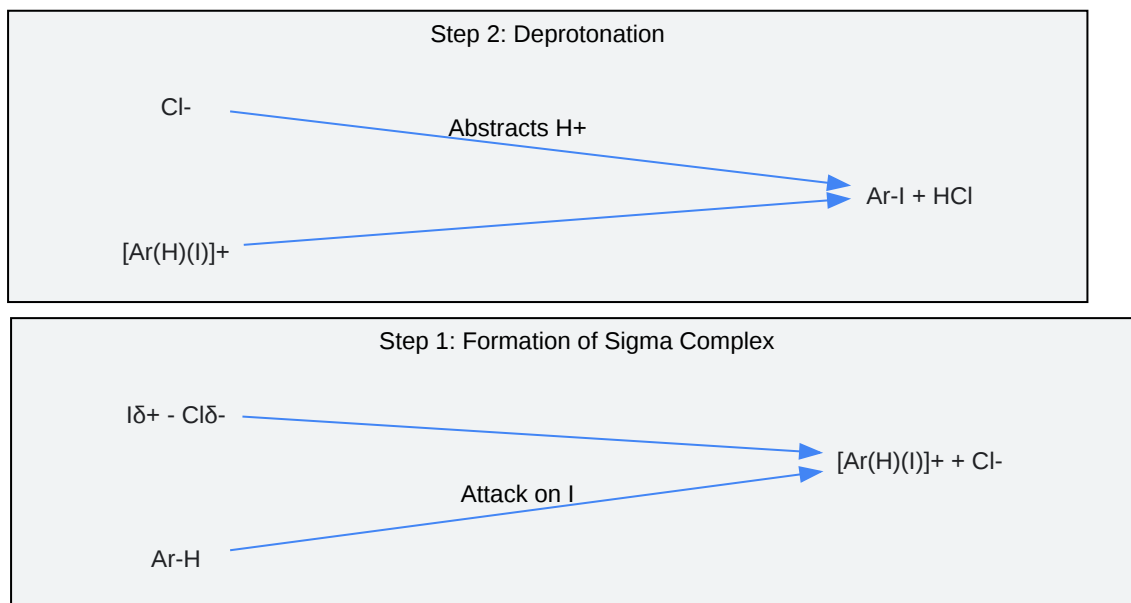 Step 2: Deprotonation
Cl-
Abstracts H+
Ar-I + HCl
[Ar(H)(I)]+
Step 1: Formation of Sigma Complex
Iδ+ - Clδ-
[Ar(H)(I)]+ + Cl-
Attack on I
Ar-H